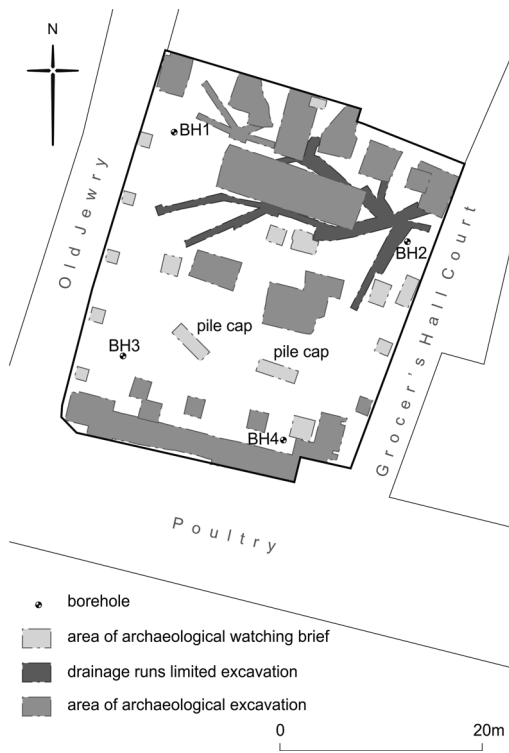 N
BH1
Old Jewry
BH2
Grocer's Hall Court
pile cap
pile cap
BH3
BH4
Poultry
borehole
area of archaeological watching brief
drainage runs limited excavation
area of archaeological excavation
0 20m